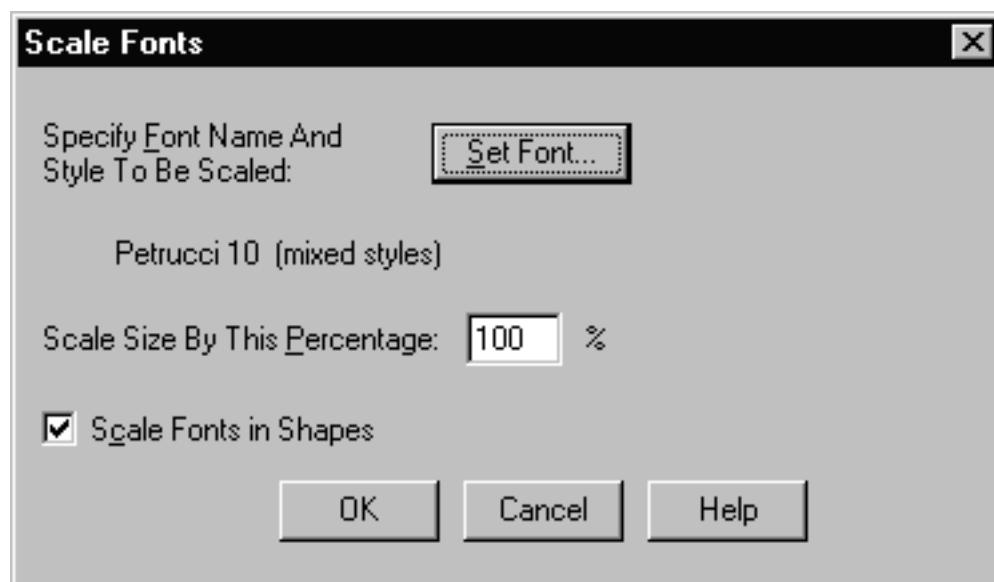 Scale Fonts
Specify Font Name And
Style To Be Scaled:
Set Font...
Petrucci 10 (mixed styles)
Scale Size By This Percentage: 100 %
Scale Fonts in Shapes
OK Cancel Help